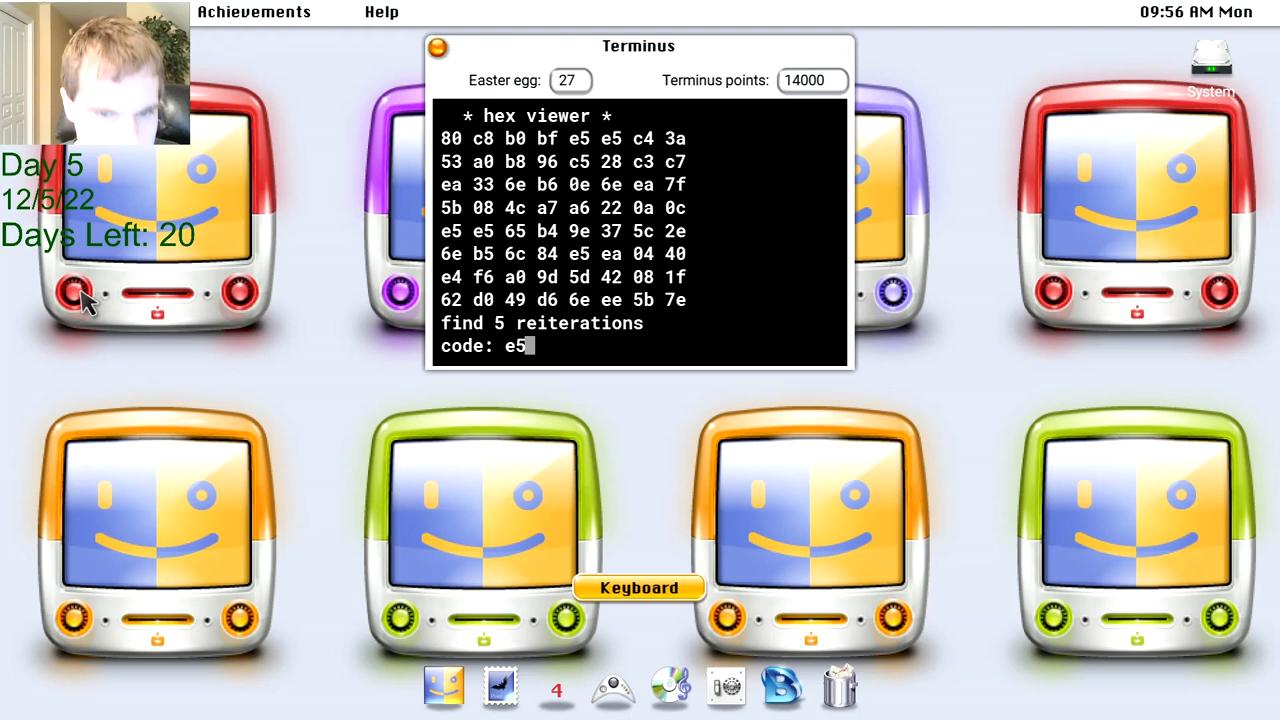 Achievements Help 09:56 AM Mon
Terminus
Easter egg: 27 Terminus points: 14000
System
* hex viewer *
80 c8 b0 bf e5 e5 c4 3a
53 a0 b8 96 c5 28 c3 c7
ea 33 6e b6 0e 6e ea 7f
5b 08 4c a7 a6 22 0a 0c
e5 e5 65 b4 9e 37 5c 2e
6e b5 6c 84 e5 ea 04 40
e4 f6 a0 9d 5d 42 08 1f
62 d0 49 d6 6e ee 5b 7e
find 5 reiterations
code: e5
Day 5
12/5/22
Days Left: 20
Keyboard
4